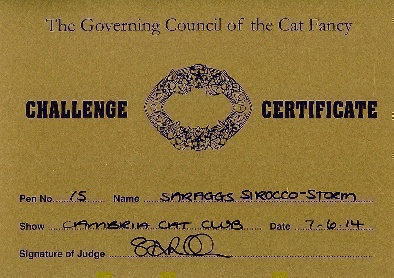 The Governing Council of the Cat Fancy
CHALLENGE CERTIFICATE
Pen No. 15 Name SARAGGS SIROCCO-STORM
Show CAMBRIA CAT CLUB Date 7-6-14
Signature of Judge